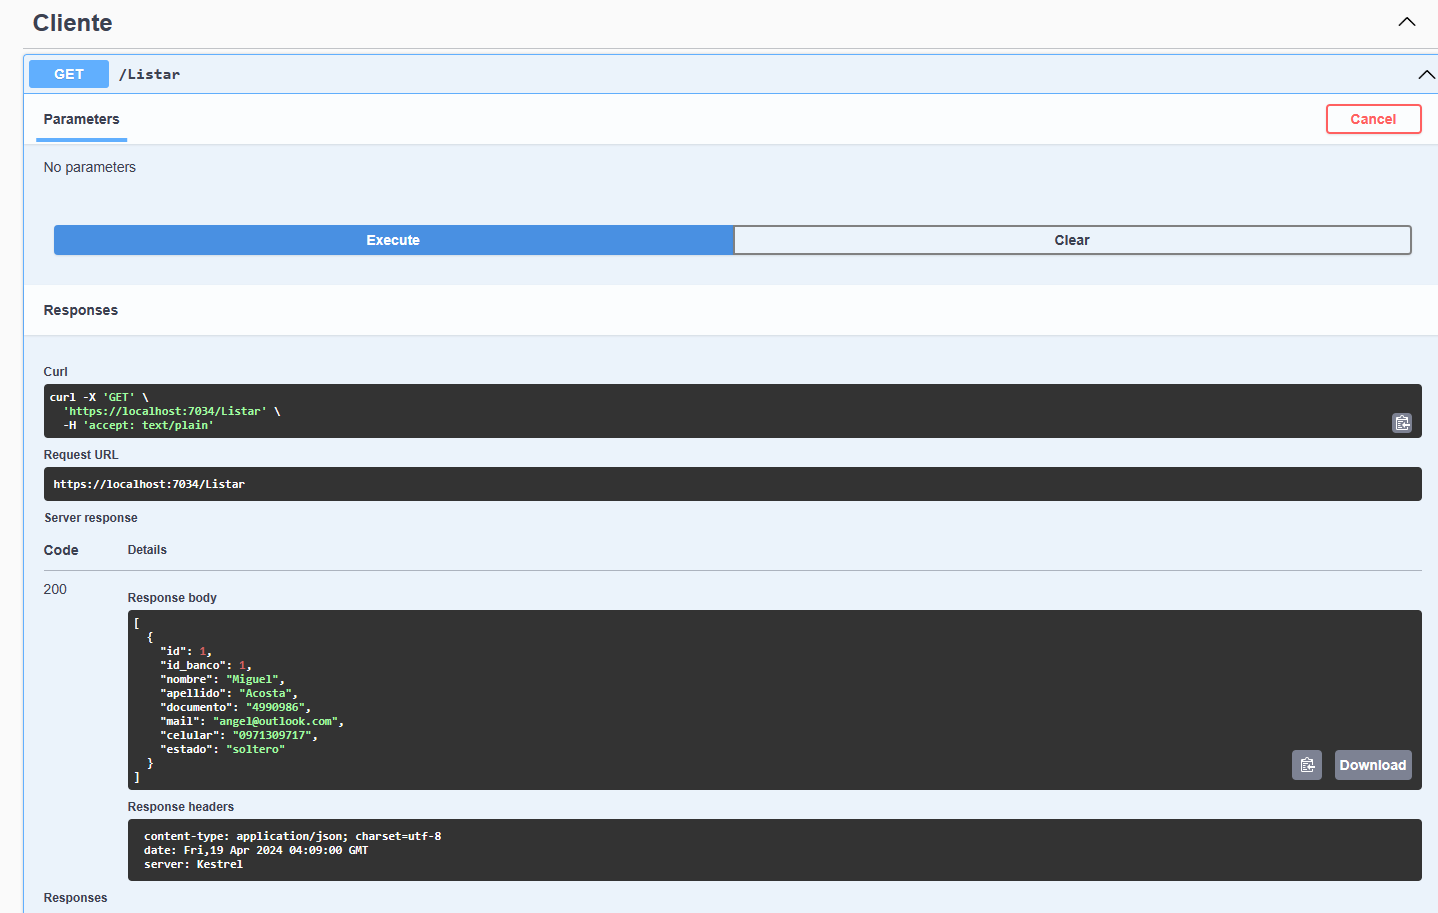 Cliente
GET /Listar
Parameters Cancel
No parameters
Execute Clear
Responses
Curl
curl -X 'GET' \
  'https://localhost:7034/Listar' \
  -H 'accept: text/plain'
Request URL
https://localhost:7034/Listar
Server response
Code Details
200
Response body
[
  {
    "id": 1,
    "id_banco": 1,
    "nombre": "Miguel",
    "apellido": "Acosta",
    "documento": "4990986",
    "mail": "angel@outlook.com",
    "celular": "0971309717",
    "estado": "soltero"
  }
]
Download
Response headers
content-type: application/json; charset=utf-8
date: Fri,19 Apr 2024 04:09:00 GMT
server: Kestrel
Responses